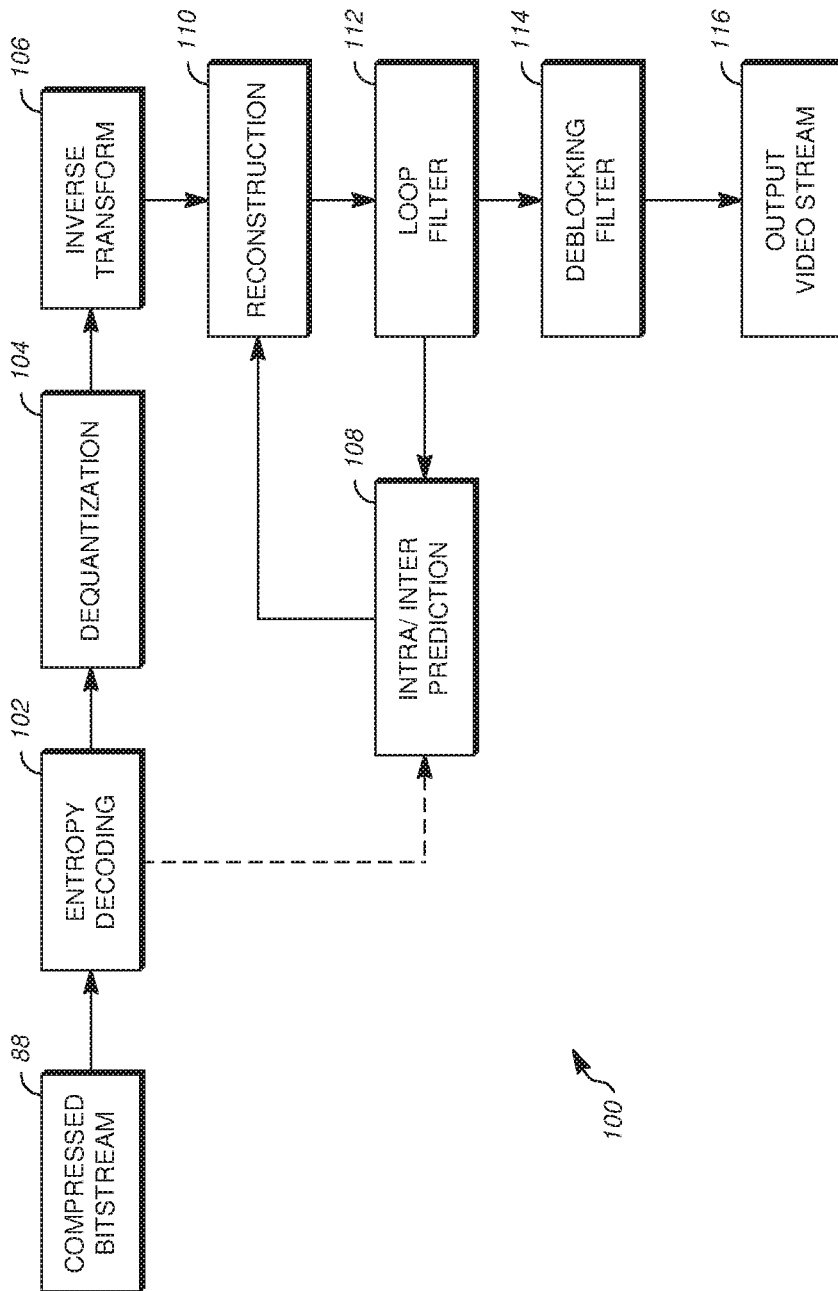 88
COMPRESSED
BITSTREAM
102
ENTROPY
DECODING
104
DEQUANTIZATION
106
INVERSE
TRANSFORM
110
RECONSTRUCTION
108
INTRA/ INTER
PREDICTION
112
LOOP
FILTER
114
DEBLOCKING
FILTER
116
OUTPUT
VIDEO STREAM
100